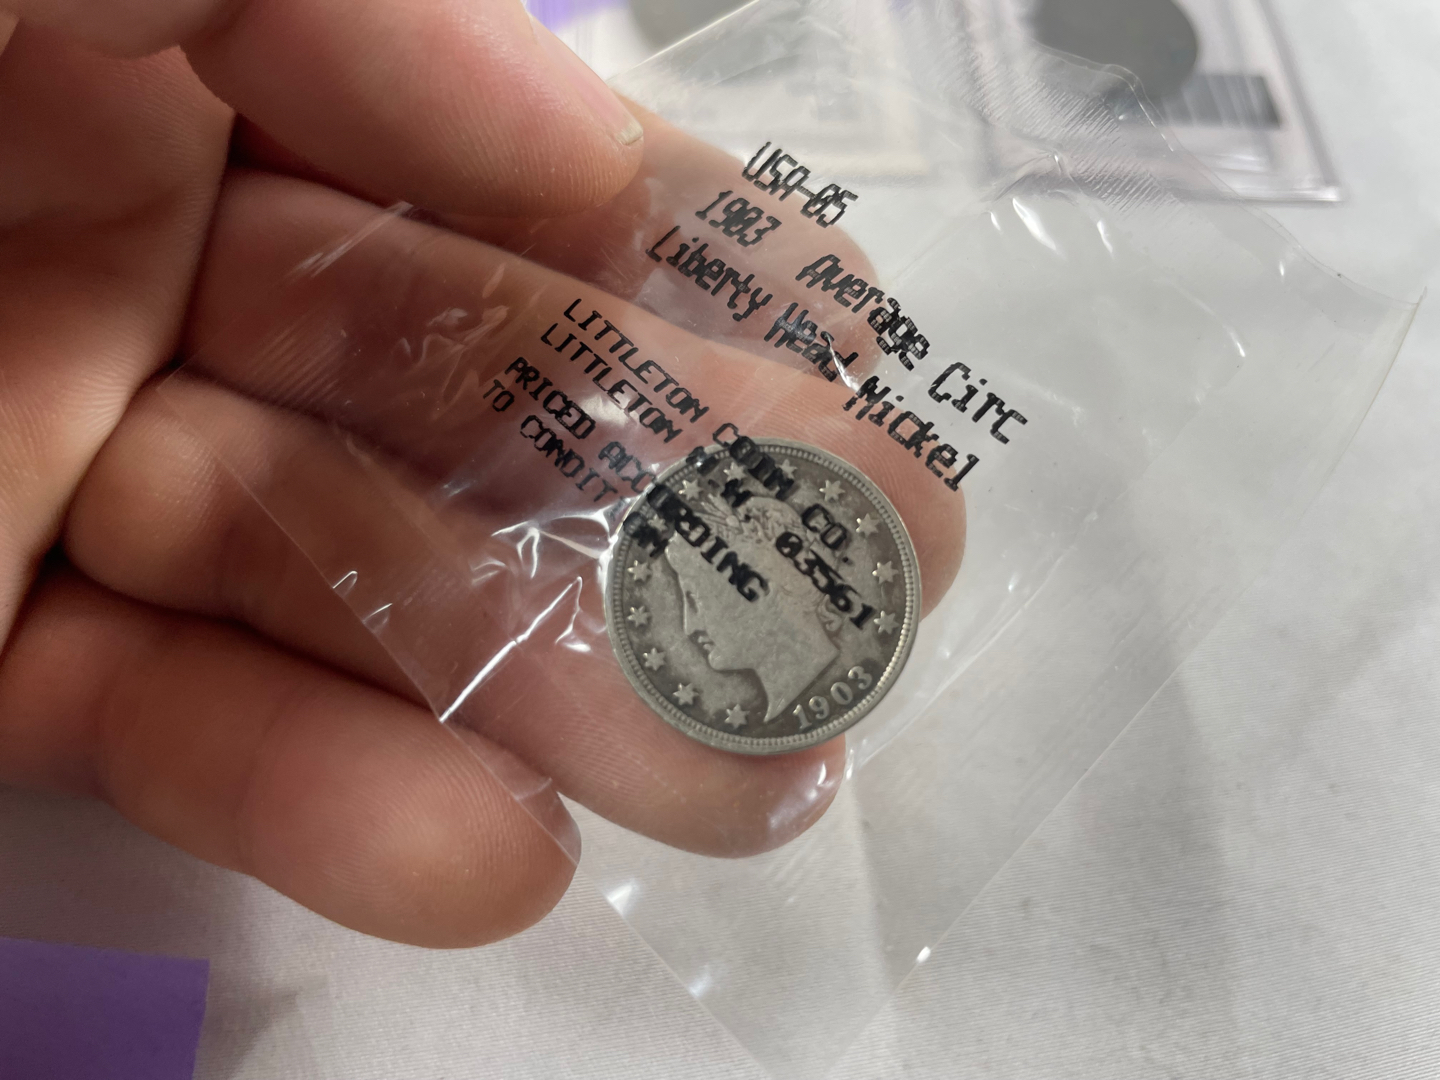 USA-05
1903 Average Circ
Liberty Head Nickel
LITTLETON COIN CO.
LITTLETON N.H. 03561
PRICED ACCORDING
TO CONDITION
1903